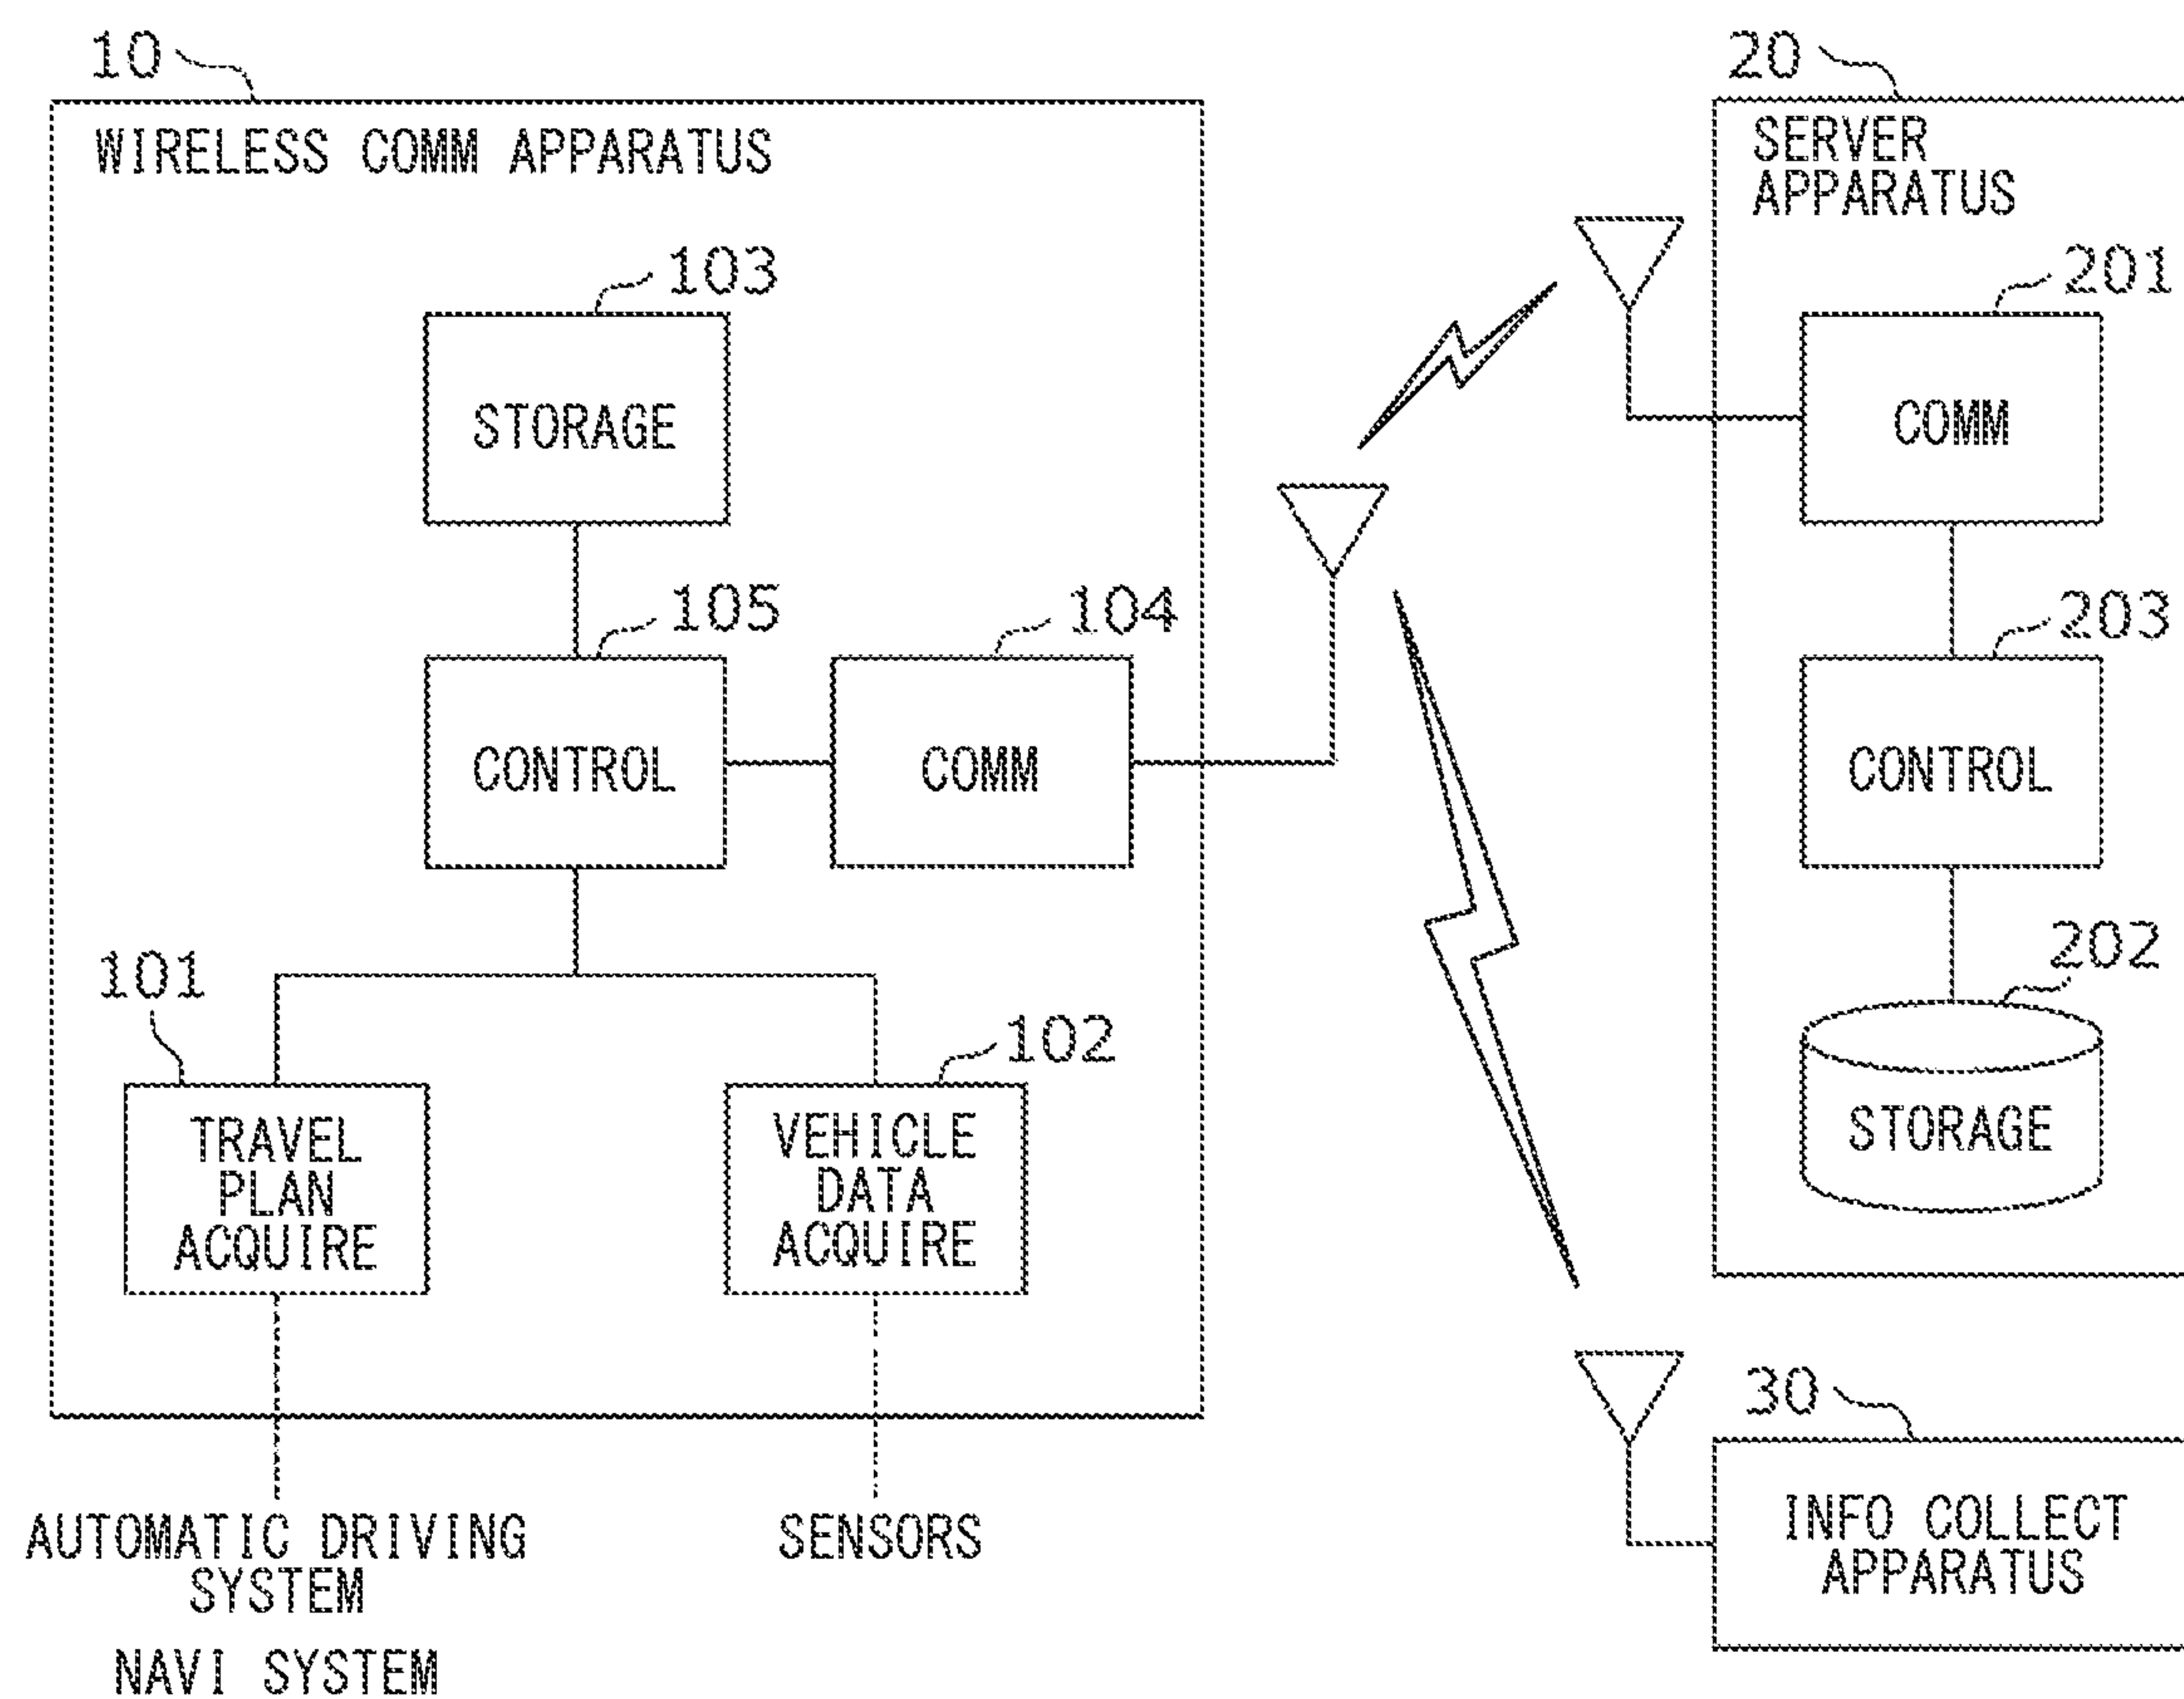 10
WIRELESS COMM APPARATUS
103
STORAGE
105
CONTROL
104
COMM
101
TRAVEL
PLAN
ACQUIRE
102
VEHICLE
DATA
ACQUIRE
AUTOMATIC DRIVING
SYSTEM
NAVI SYSTEM
SENSORS
20
SERVER
APPARATUS
201
COMM
203
CONTROL
202
STORAGE
30
INFO COLLECT
APPARATUS